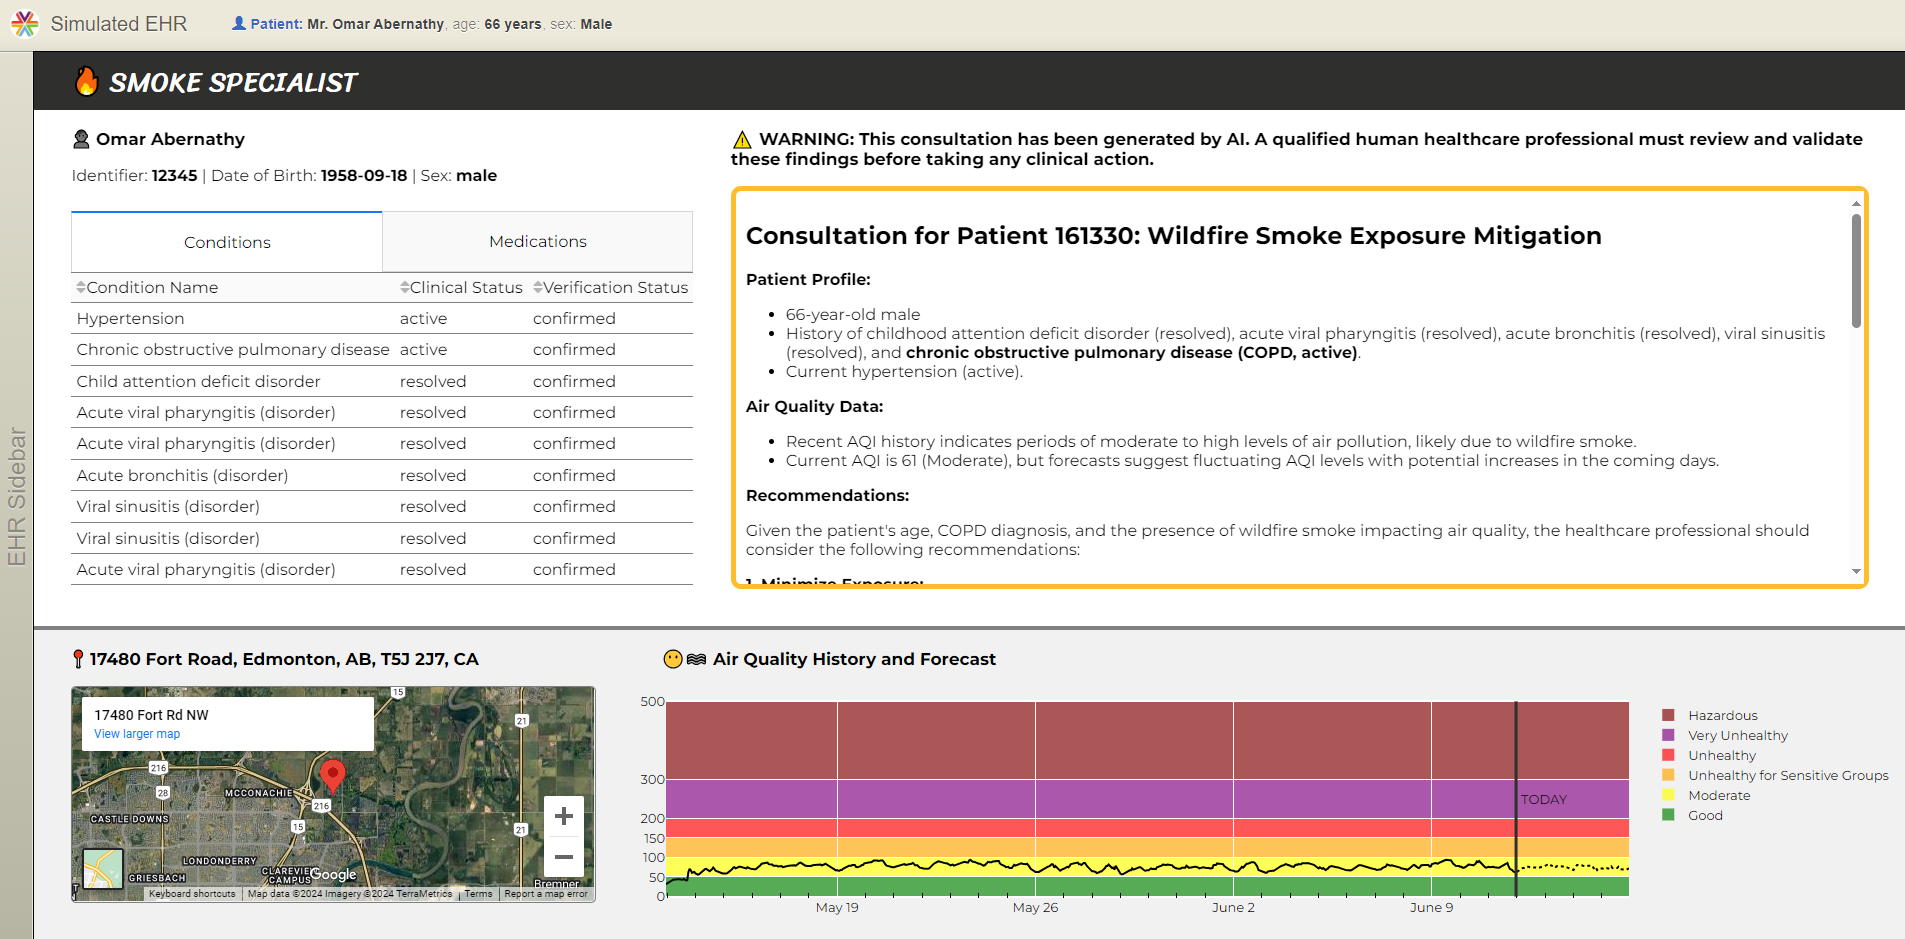 Simulated EHR
Patient: Mr. Omar Abernathy, age: 66 years, sex: Male
EHR Sidebar
SMOKE SPECIALIST
Omar Abernathy
Identifier: 12345 | Date of Birth: 1958-09-18 | Sex: male
Conditions
Medications
Condition Name Clinical Status Verification Status
Hypertension active confirmed
Chronic obstructive pulmonary disease active confirmed
Child attention deficit disorder resolved confirmed
Acute viral pharyngitis (disorder) resolved confirmed
Acute viral pharyngitis (disorder) resolved confirmed
Acute bronchitis (disorder) resolved confirmed
Viral sinusitis (disorder) resolved confirmed
Viral sinusitis (disorder) resolved confirmed
Acute viral pharyngitis (disorder) resolved confirmed
WARNING: This consultation has been generated by AI. A qualified human healthcare professional must review and validate
these findings before taking any clinical action.
Consultation for Patient 161330: Wildfire Smoke Exposure Mitigation
Patient Profile:
66-year-old male
History of childhood attention deficit disorder (resolved), acute viral pharyngitis (resolved), acute bronchitis (resolved), viral sinusitis
(resolved), and chronic obstructive pulmonary disease (COPD, active).
Current hypertension (active).
Air Quality Data:
Recent AQI history indicates periods of moderate to high levels of air pollution, likely due to wildfire smoke.
Current AQI is 61 (Moderate), but forecasts suggest fluctuating AQI levels with potential increases in the coming days.
Recommendations:
Given the patient's age, COPD diagnosis, and the presence of wildfire smoke impacting air quality, the healthcare professional should
consider the following recommendations:
1. Minimize Exposure:
17480 Fort Road, Edmonton, AB, T5J 2J7, CA
17480 Fort Rd NW
View larger map
15
21
216
28
MCCONACHIE
216
CASTLE DOWNS
15
21
LONDONDERRY
CLAREVIEW
CAMPUS
Google
GRIESBACH
Bremner
Keyboard shortcuts
Map data ©2024 Imagery ©2024 TerraMetrics
Terms
Report a map error
Air Quality History and Forecast
500
300
200
150
100
50
0
TODAY
May 19
May 26
June 2
June 9
Hazardous
Very Unhealthy
Unhealthy
Unhealthy for Sensitive Groups
Moderate
Good